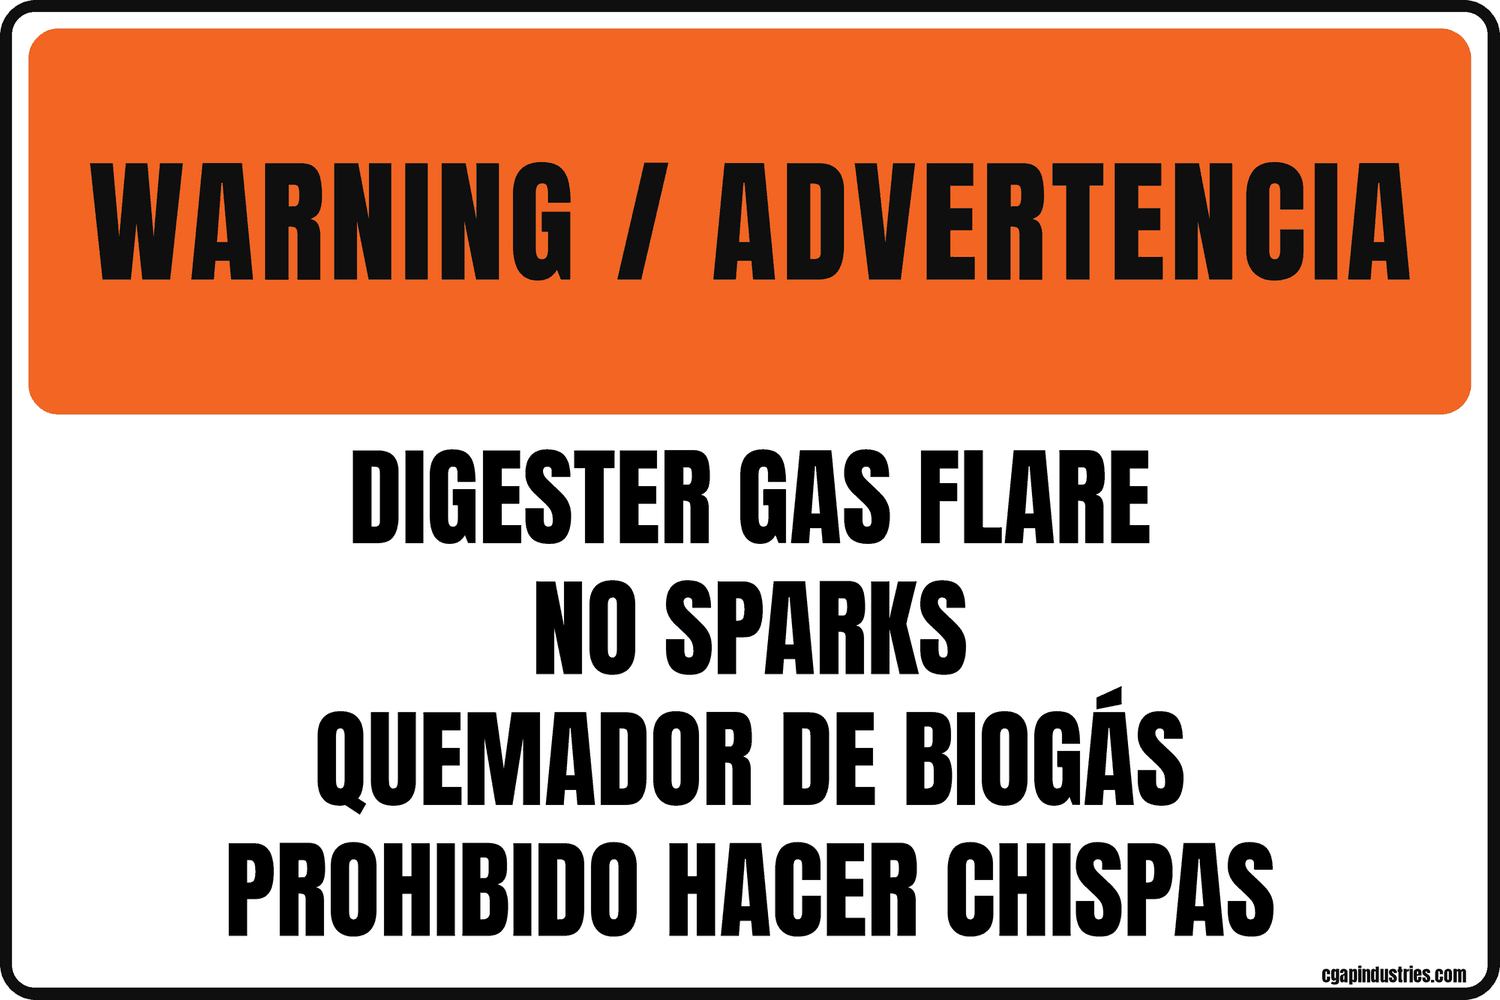 WARNING / ADVERTENCIA
DIGESTER GAS FLARE
NO SPARKS
QUEMADOR DE BIOGÁS
PROHIBIDO HACER CHISPAS
cgapindustries.com